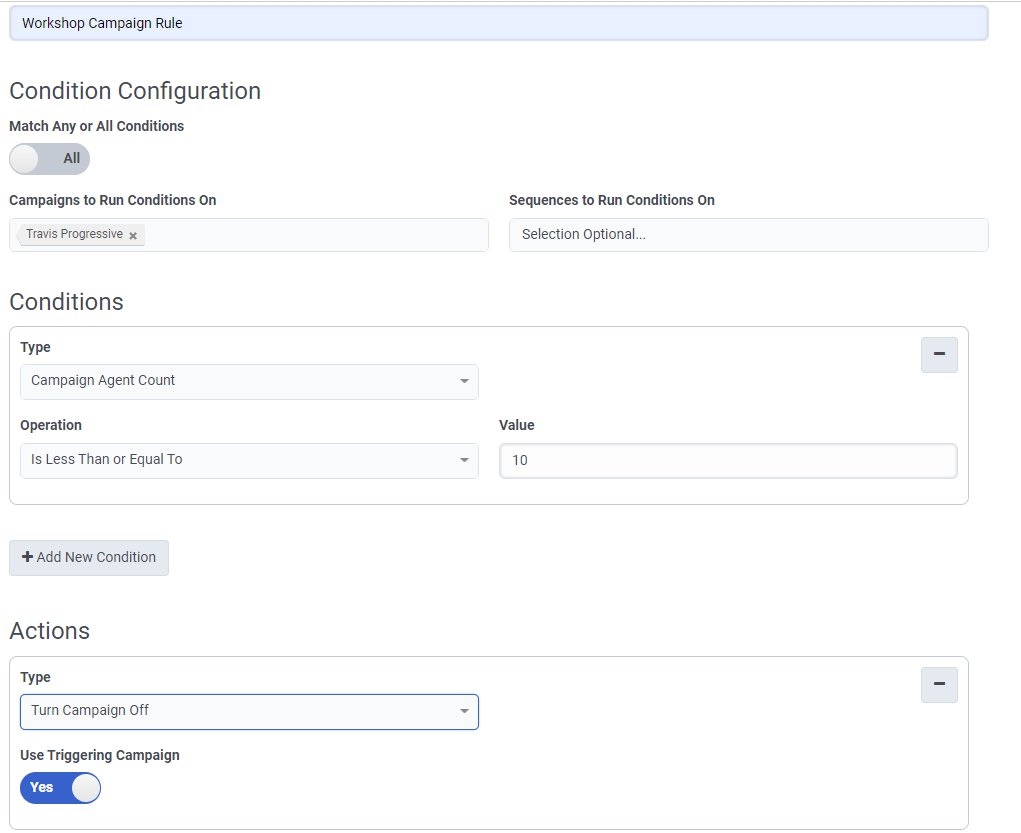 Workshop Campaign Rule
Condition Configuration
Match Any or All Conditions
All
Campaigns to Run Conditions On
Sequences to Run Conditions On
Travis Progressive ×
Selection Optional...
Conditions
Type
Campaign Agent Count
Operation
Value
Is Less Than or Equal To
10
+ Add New Condition
Actions
Type
Turn Campaign Off
Use Triggering Campaign
Yes